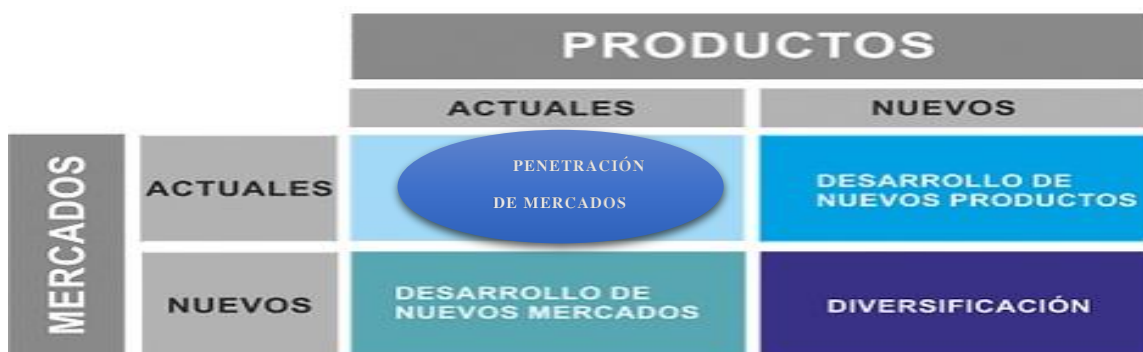 PRODUCTOS
ACTUALES
NUEVOS
MERCADOS
ACTUALES
PENETRACIÓN
DE MERCADOS
DESARROLLO DE
NUEVOS PRODUCTOS
NUEVOS
DESARROLLO DE
NUEVOS MERCADOS
DIVERSIFICACIÓN